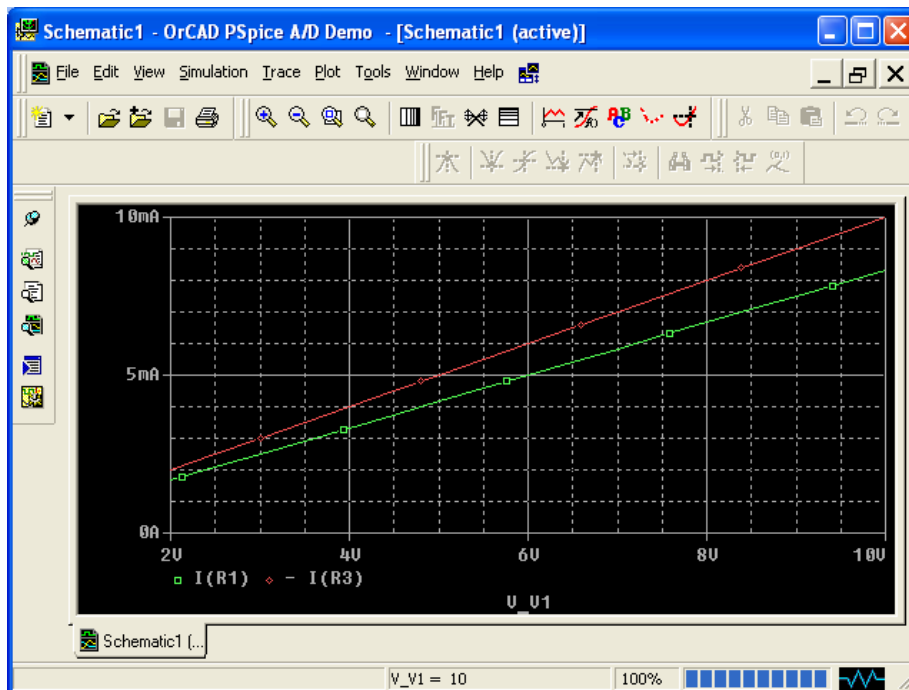 Schematic1 - OrCAD PSpice A/D Demo - [Schematic1 (active)]
File Edit View Simulation Trace Plot Tools Window Help
10mA
5mA
0A
2V 4V 6V 8V 10V
I(R1) - I(R3)
V_V1
Schematic1 (...
V_V1 = 10 100%